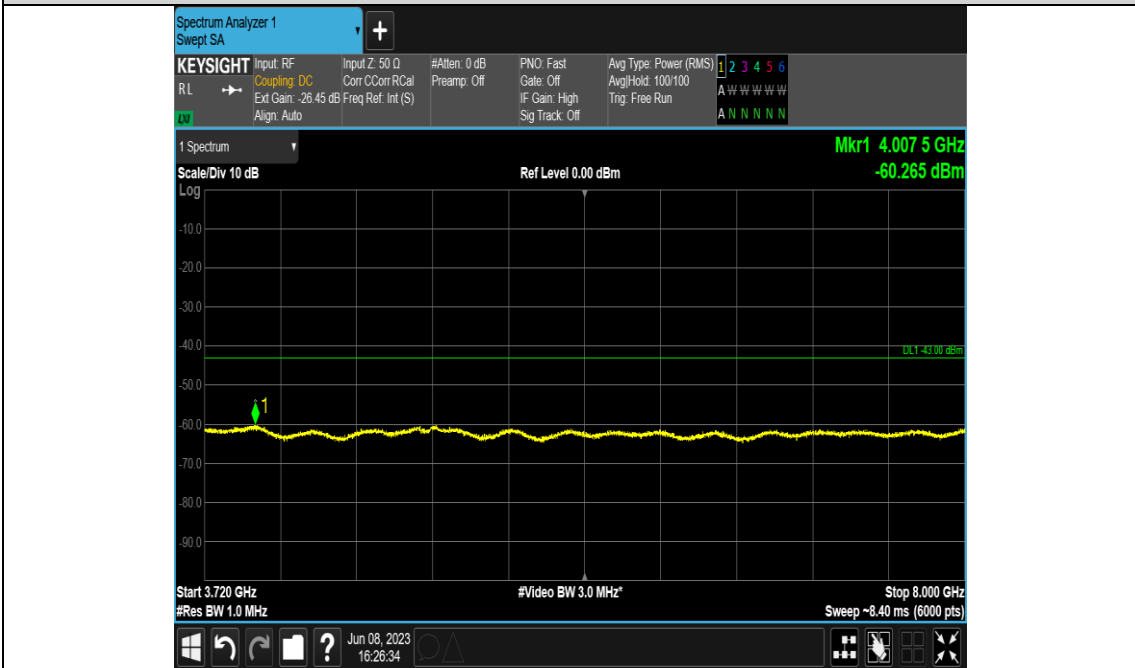 Spectrum Analyzer 1
Swept SA
+
KEYSIGHT
RL
LXI
Input: RF
Coupling: DC
Ext Gain: -26.45 dB
Align: Auto
Input Z: 50 Ω
Corr CCorr RCal
Freq Ref: Int (S)
#Atten: 0 dB
Preamp: Off
PNO: Fast
Gate: Off
IF Gain: High
Sig Track: Off
Avg Type: Power (RMS)
Avg|Hold: 100/100
Trig: Free Run
1 2 3 4 5 6
A W W W W W
A N N N N N
1 Spectrum
Mkr1 4.007 5 GHz
Scale/Div 10 dB
Ref Level 0.00 dBm
-60.265 dBm
Log
-10.0
-20.0
-30.0
-40.0
DL1 -43.00 dBm
-50.0
1
-60.0
-70.0
-80.0
-90.0
Start 3.720 GHz
#Video BW 3.0 MHz*
Stop 8.000 GHz
#Res BW 1.0 MHz
Sweep ~8.40 ms (6000 pts)
?
Jun 08, 2023
16:26:34